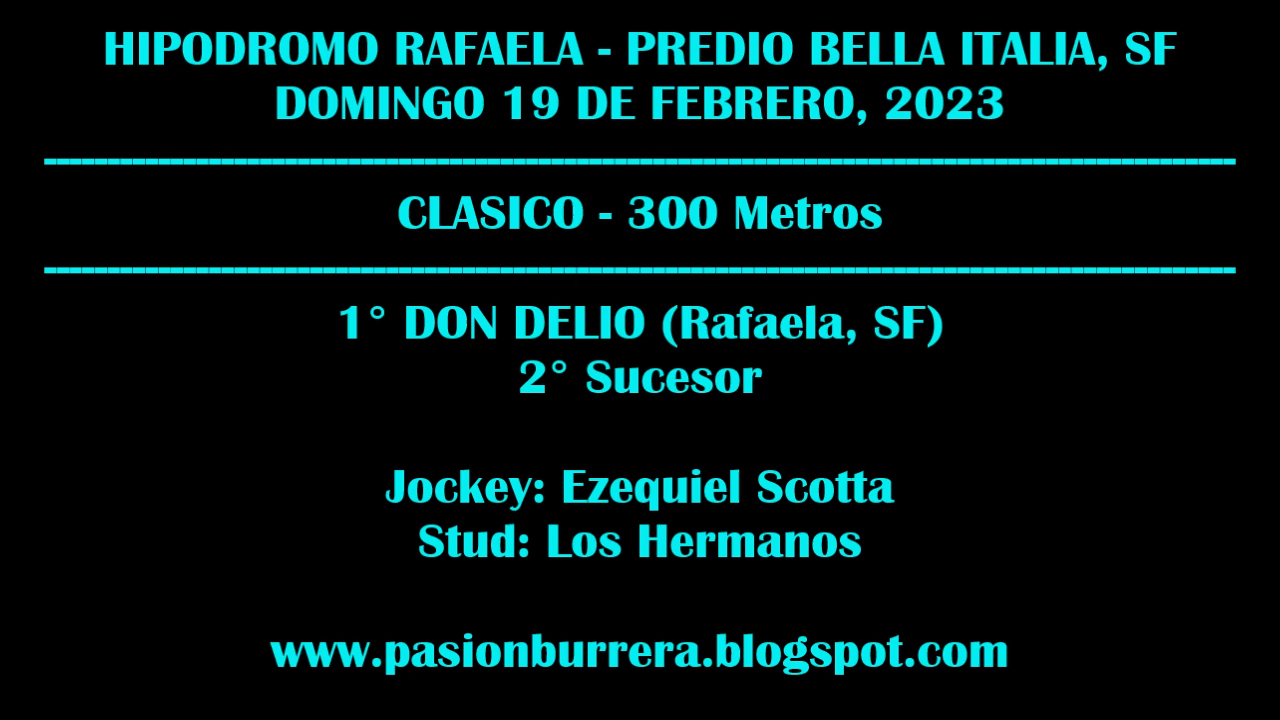 HIPODROMO RAFAELA - PREDIO BELLA ITALIA, SF
DOMINGO 19 DE FEBRERO, 2023
CLASICO - 300 Metros
1° DON DELIO (Rafaela, SF)
2° Sucesor
Jockey: Ezequiel Scotta
Stud: Los Hermanos
www.pasionburrera.blogspot.com